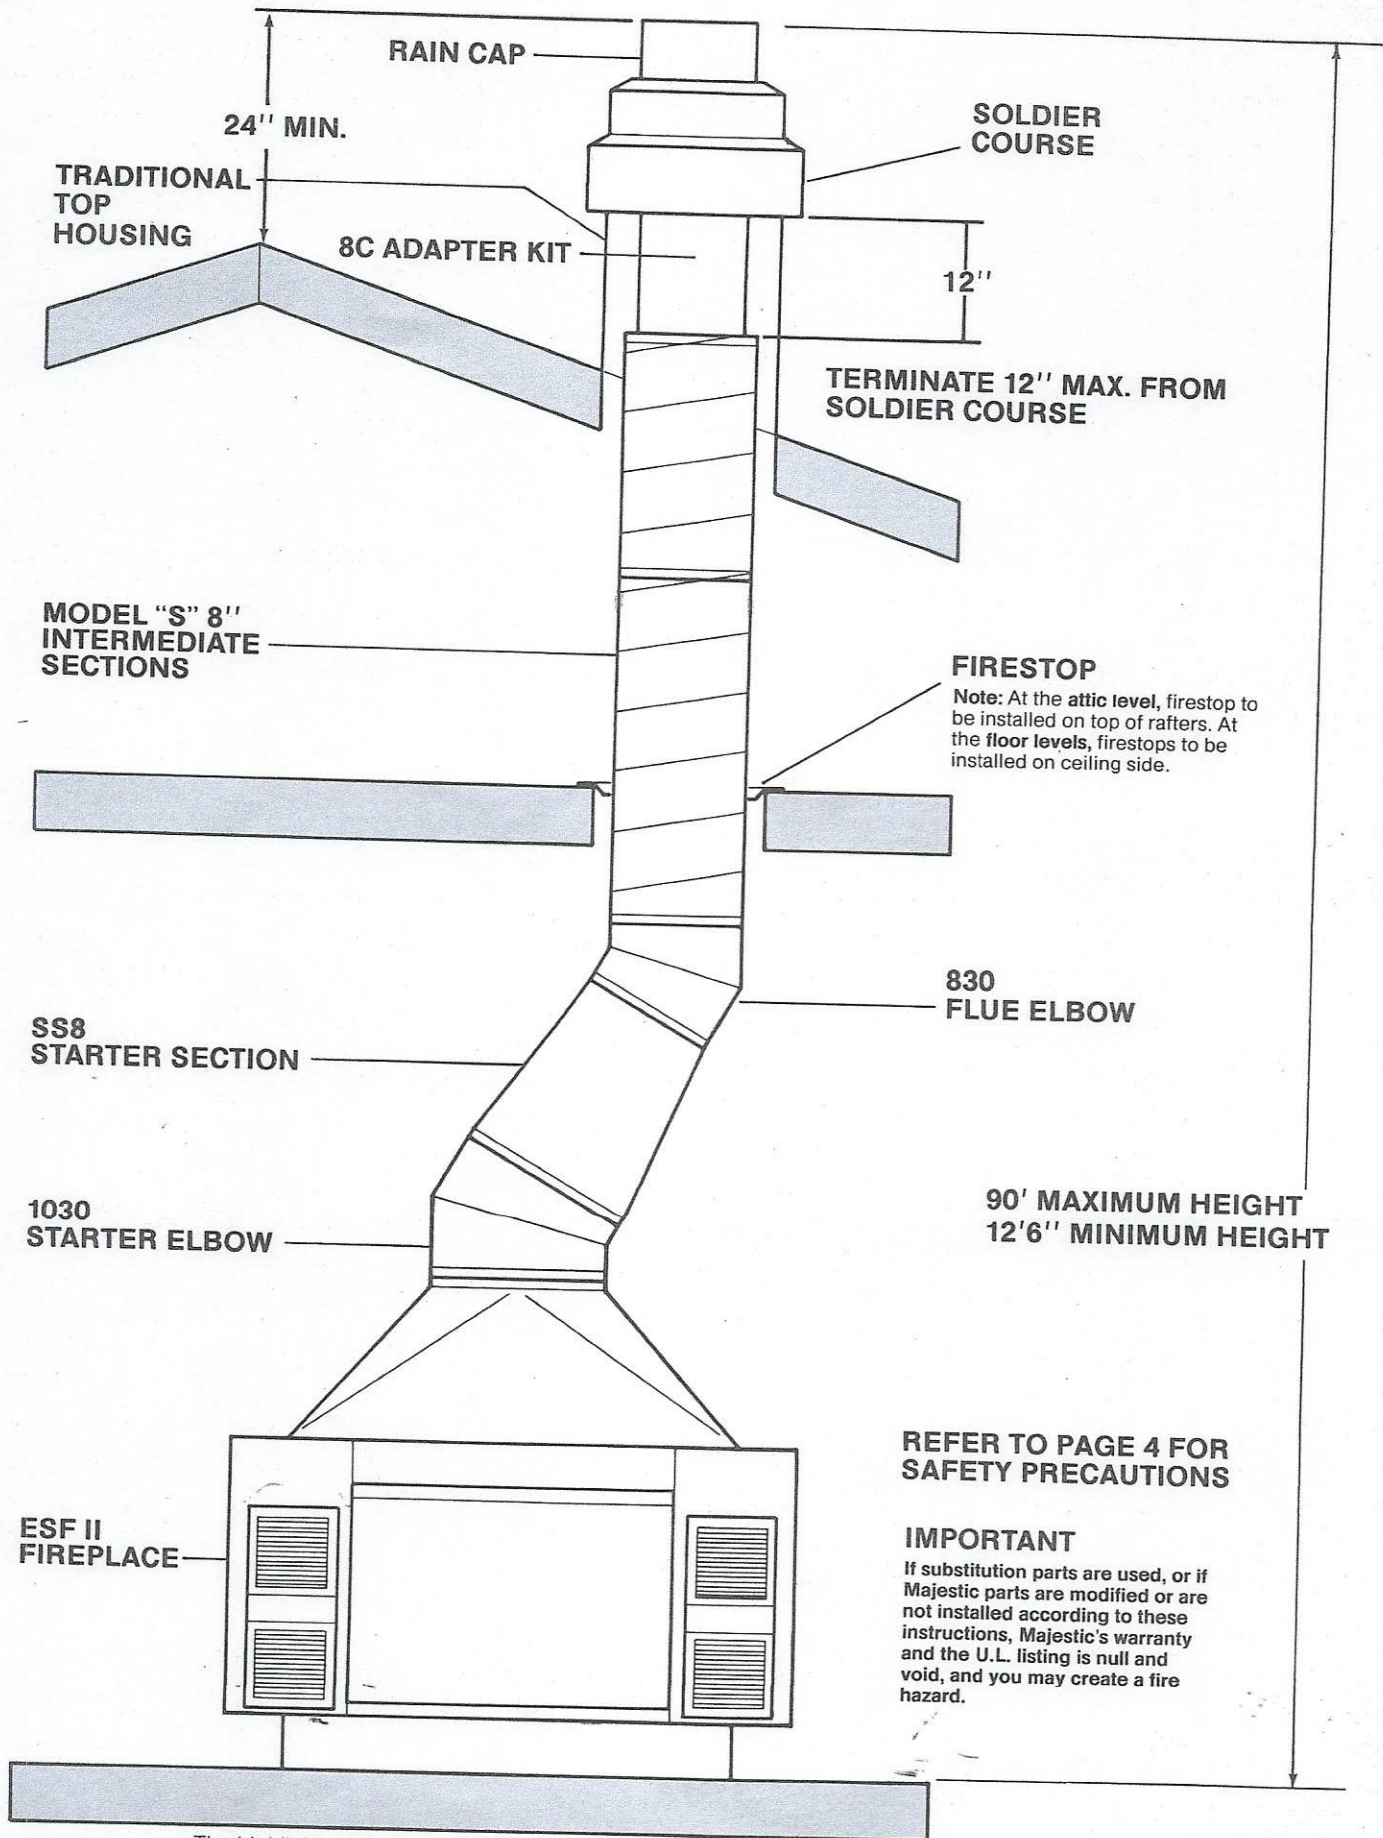 RAIN CAP
24'' MIN.
SOLDIER
COURSE
TRADITIONAL
TOP
HOUSING
8C ADAPTER KIT
12''
TERMINATE 12'' MAX. FROM
SOLDIER COURSE
MODEL “S” 8''
INTERMEDIATE
SECTIONS
FIRESTOP
Note: At the attic level, firestop to
be installed on top of rafters. At
the floor levels, firestops to be
installed on ceiling side.
830
FLUE ELBOW
SS8
STARTER SECTION
1030
STARTER ELBOW
90' MAXIMUM HEIGHT
12'6'' MINIMUM HEIGHT
REFER TO PAGE 4 FOR
SAFETY PRECAUTIONS
ESF II
FIREPLACE
IMPORTANT
If substitution parts are used, or if
Majestic parts are modified or are
not installed according to these
instructions, Majestic's warranty
and the U.L. listing is null and
void, and you may create a fire
hazard.